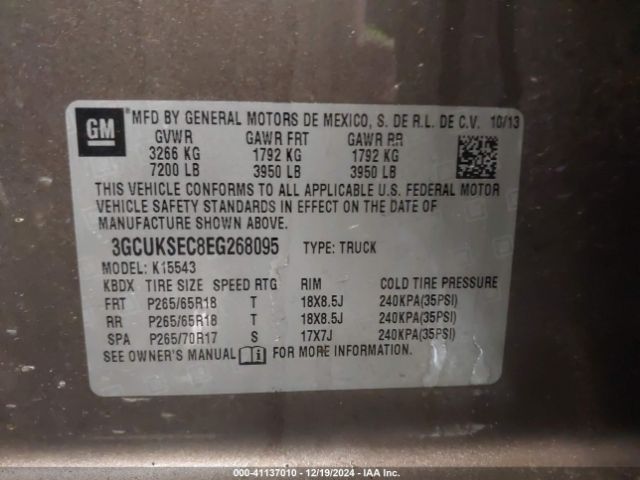 GM
MFD BY GENERAL MOTORS DE MEXICO, S. DE R.L. DE C.V. 10/13
GVWR GAWR FRT GAWR RR
3266 KG 1792 KG 1792 KG
7200 LB 3950 LB 3950 LB
THIS VEHICLE CONFORMS TO ALL APPLICABLE U.S. FEDERAL MOTOR
VEHICLE SAFETY STANDARDS IN EFFECT ON THE DATE OF
MANUFACTURE SHOWN ABOVE.
3GCUKSEC8EG268095 TYPE: TRUCK
MODEL: K15543
KBDX TIRE SIZE SPEED RTG RIM COLD TIRE PRESSURE
FRT P265/65R18 T 18X8.5J 240KPA(35PSI)
RR P265/65R18 T 18X8.5J 240KPA(35PSI)
SPA P265/70R17 S 17X7J 240KPA(35PSI)
SEE OWNER'S MANUAL FOR MORE INFORMATION.
© -- 41137010 -- 12/19/2024 -- IAA Inc.